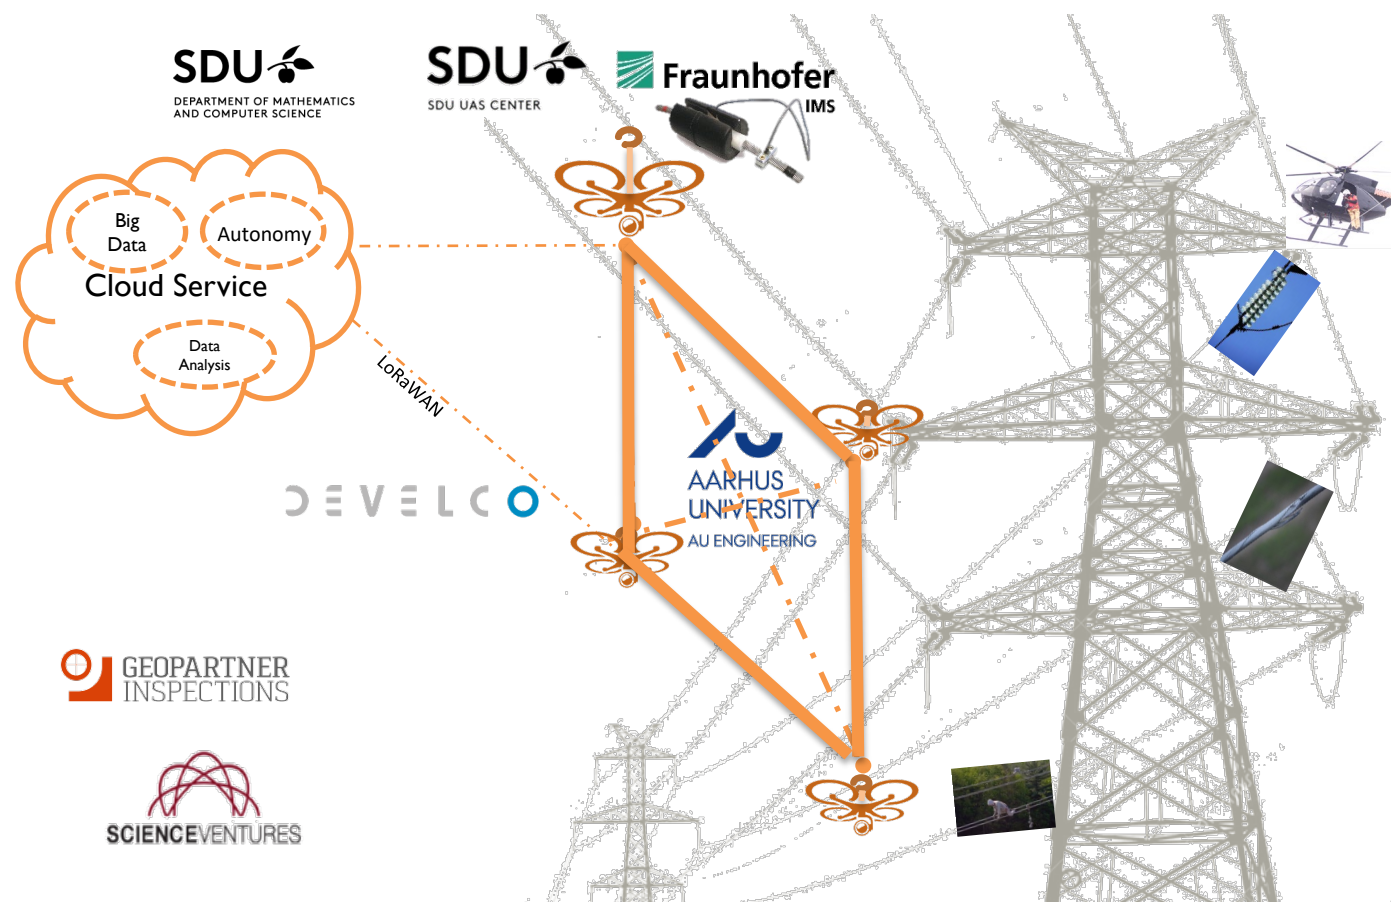 SDU
DEPARTMENT OF MATHEMATICS
AND COMPUTER SCIENCE
SDU
SDU UAS CENTER
Fraunhofer
IMS
Big
Data
Autonomy
Cloud Service
Data
Analysis
LoRaWAN
AARHUS
UNIVERSITY
AU ENGINEERING
DEVELCO
GEOPARTNER
INSPECTIONS
SCIENCEVENTURES